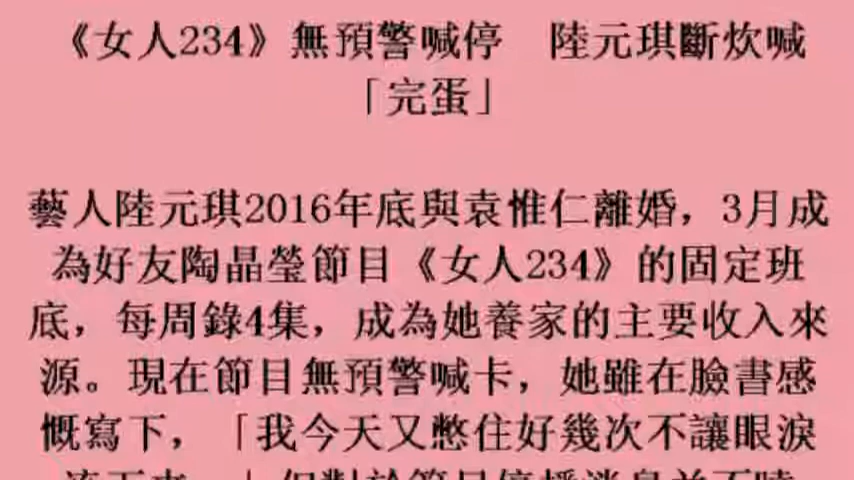 《女人234》無預警喊停　陸元琪斷炊喊
「完蛋」
藝人陸元琪2016年底與袁惟仁離婚，3月成
為好友陶晶瑩節目《女人234》的固定班
底，每周錄4集，成為她養家的主要收入來
源。現在節目無預警喊卡，她雖在臉書感
慨寫下，「我今天又憋住好幾次不讓眼淚